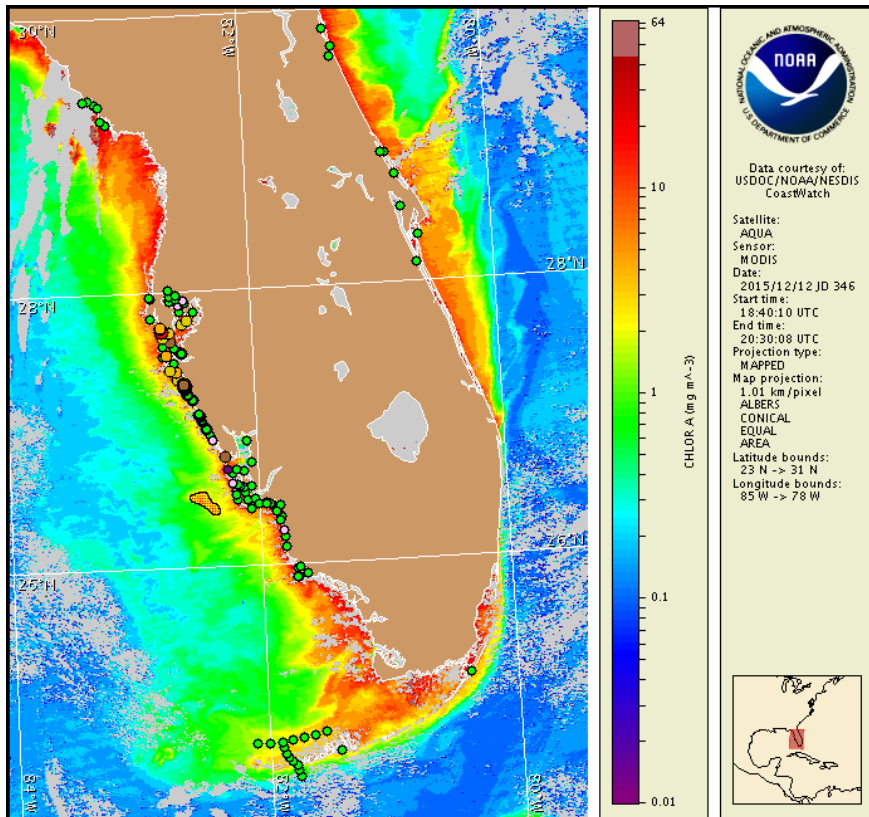 30°N
82°W
80°W
28°N
28°N
26°N
26°N
84°W
82°W
80°W
64
10
1
0.1
0.01
CHLOR A (mg m^-3)
NATIONAL OCEANIC AND ATMOSPHERIC ADMINISTRATION
NOAA
U.S. DEPARTMENT OF COMMERCE
Data courtesy of:
USDOC/NOAA/NESDIS
CoastWatch
Satellite:
AQUA
Sensor:
MODIS
Date:
2015/12/12 JD 346
Start time:
18:40:10 UTC
End time:
20:30:08 UTC
Projection type:
MAPPED
Map projection:
1.01 km/pixel
ALBERS
CONICAL
EQUAL
AREA
Latitude bounds:
23 N -> 31 N
Longitude bounds:
85 W -> 78 W